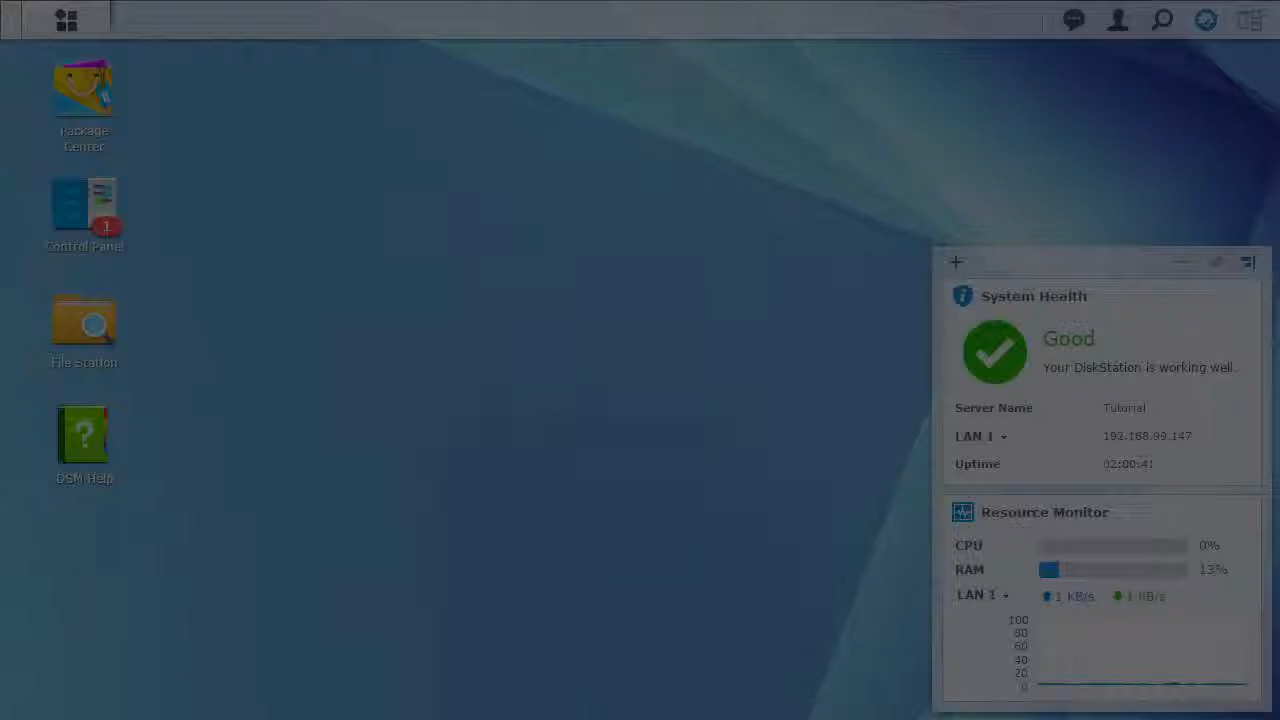 Package
Center
1
Control Panel
File Station
DSM Help
System Health
Good
Your DiskStation is working well.
Server Name Tutorial
LAN 1 192.168.99.147
Uptime 02:00:41
Resource Monitor
CPU 0%
RAM 13%
LAN 1 1 KB/s 1 KB/s
100
80
60
40
20
0